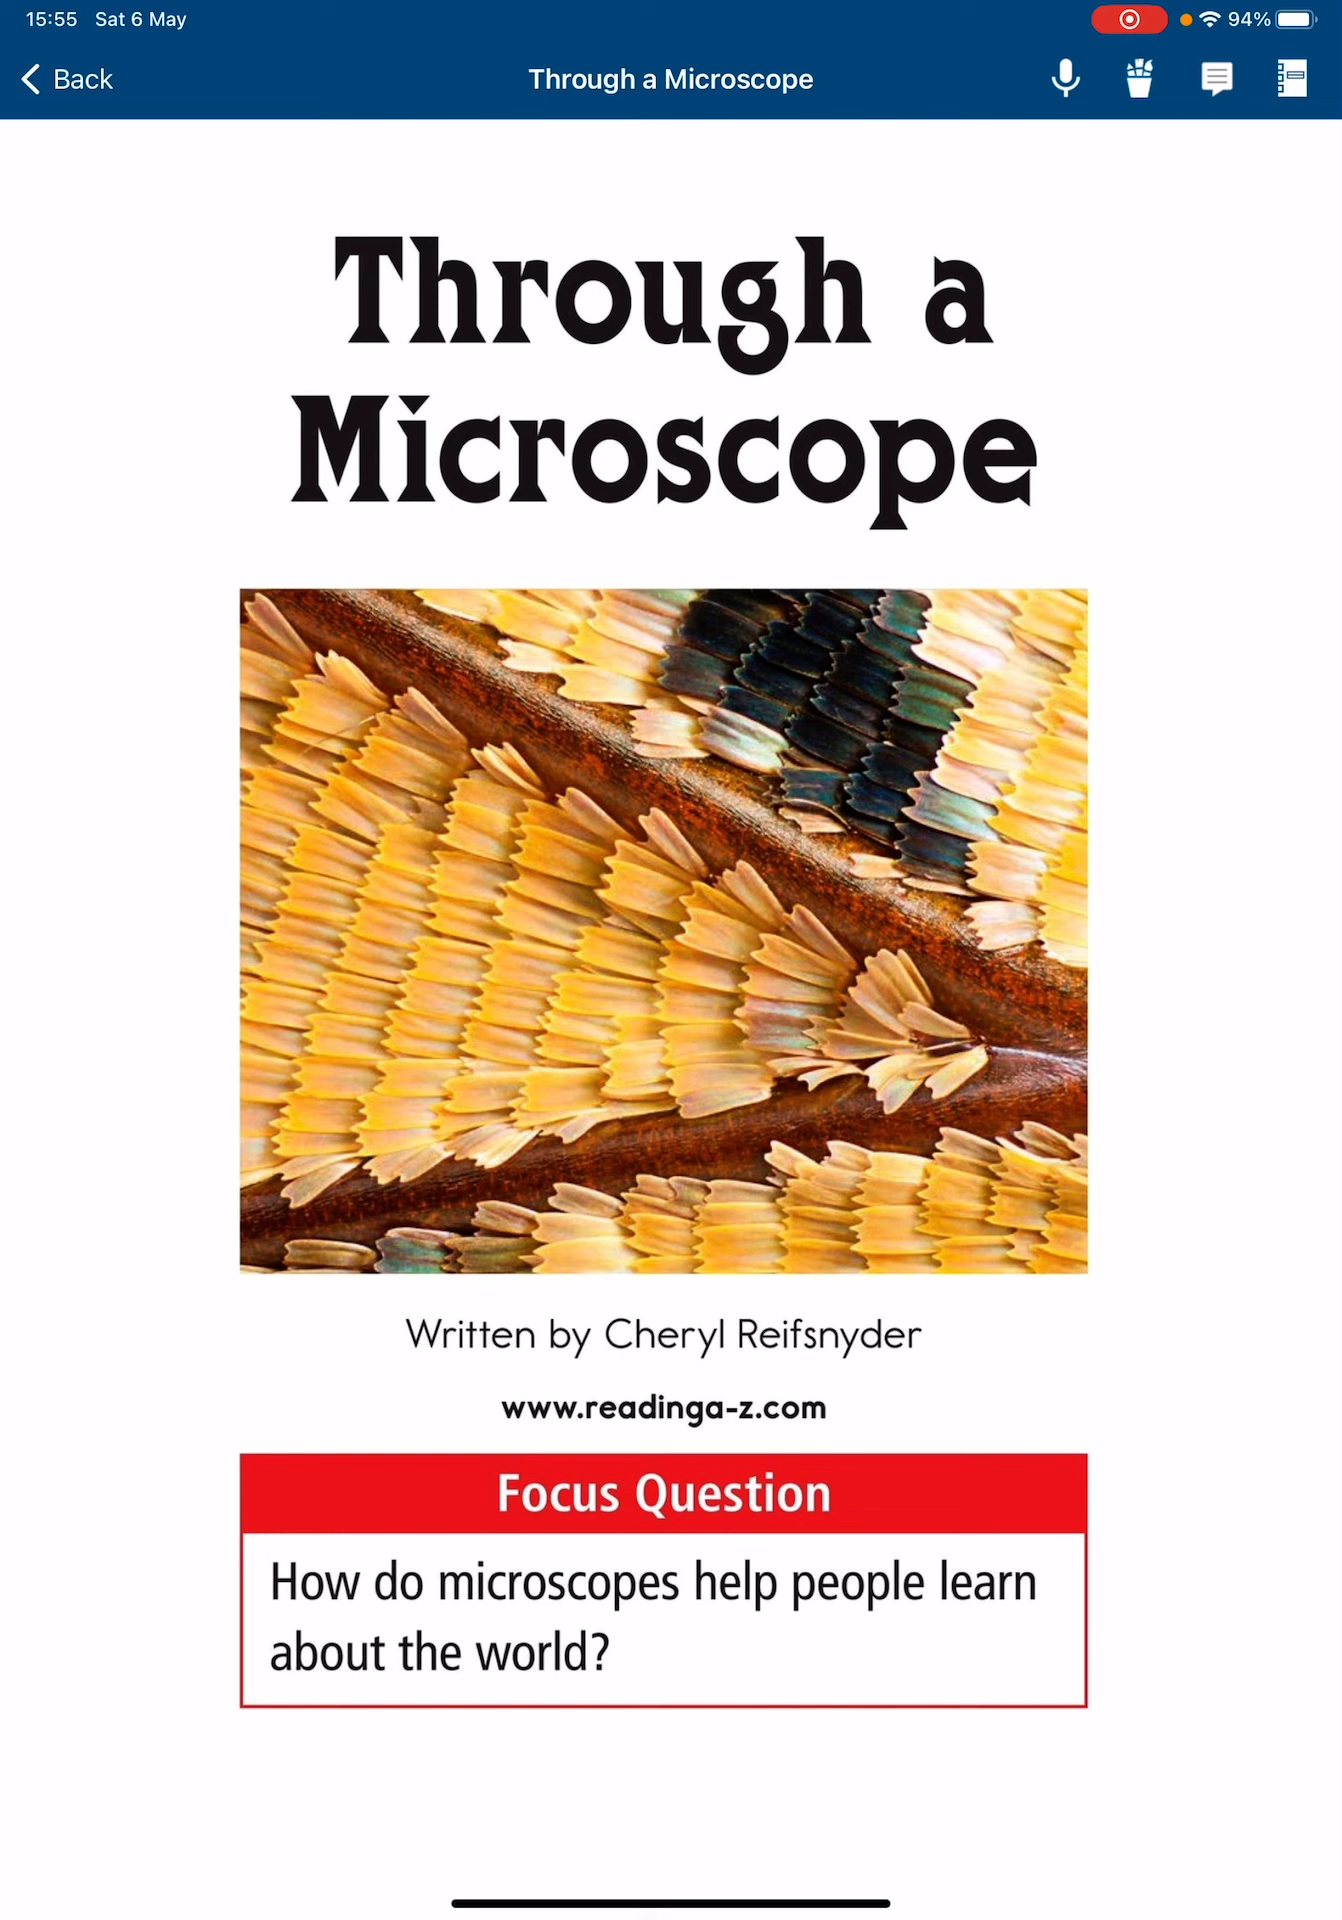 15:55 Sat 6 May
94%
Back
Through a Microscope
Through a
Microscope
Written by Cheryl Reifsnyder
www.readinga-z.com
Focus Question
How do microscopes help people learn
about the world?